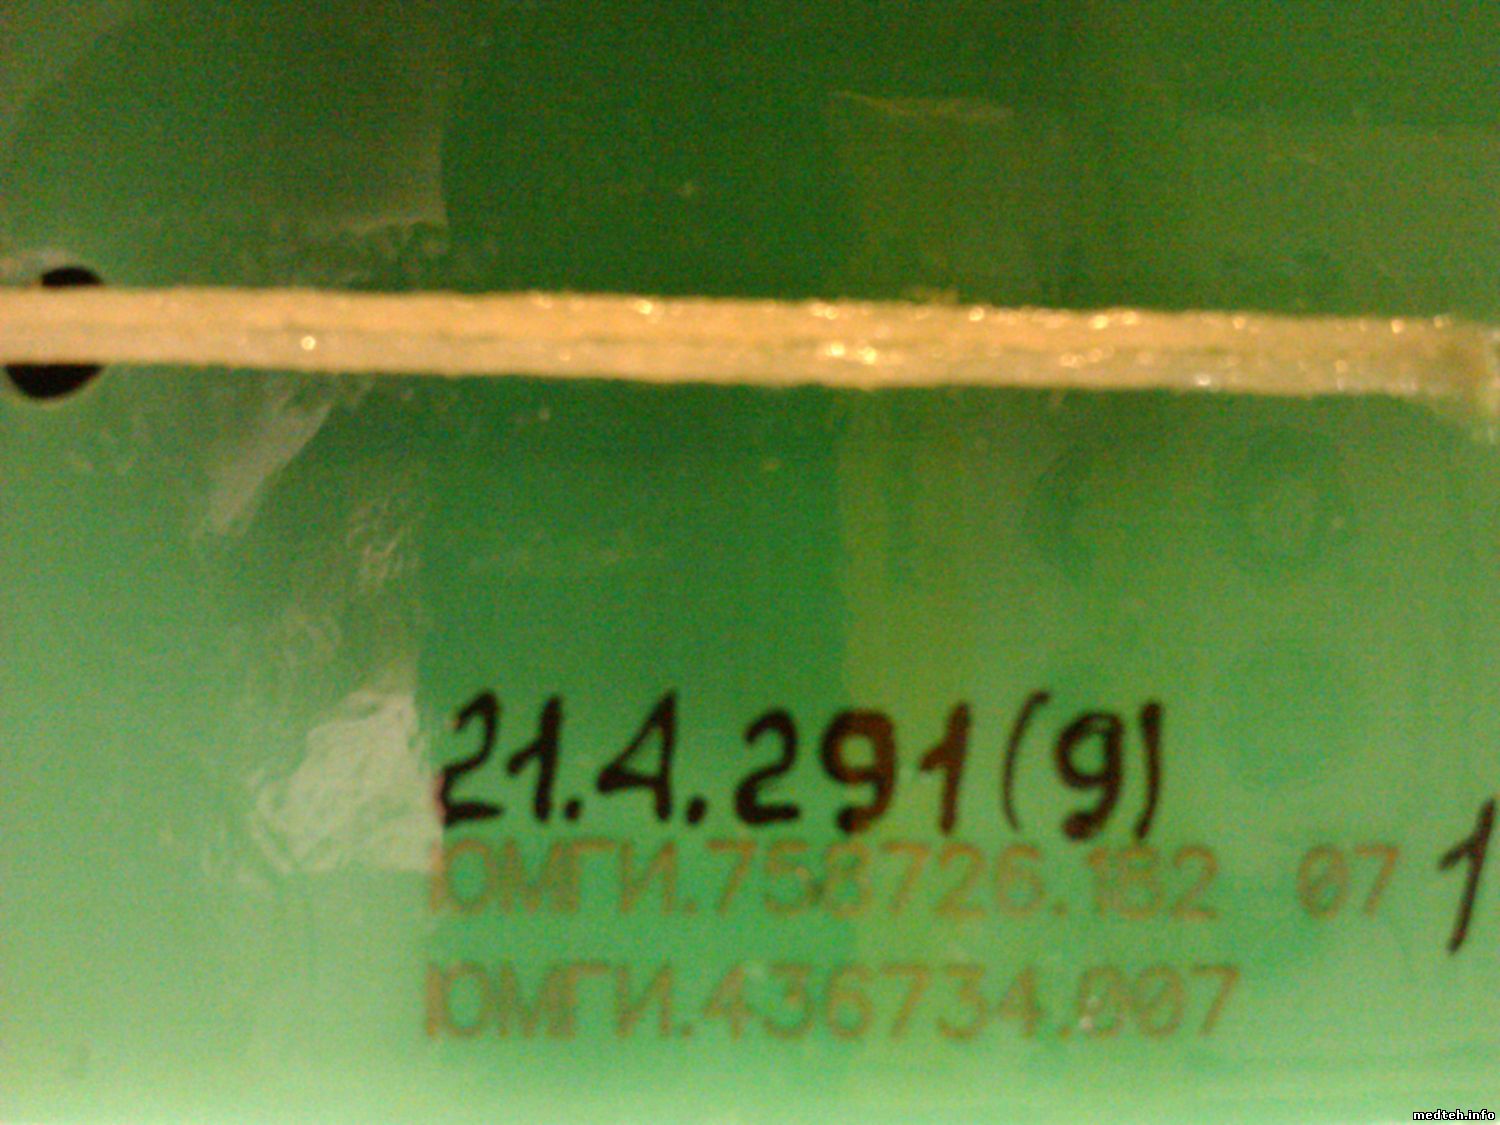 21.4.291(9)
ЮМГИ.758726.182 07 1
ЮМГИ.436734.007
medteh.info